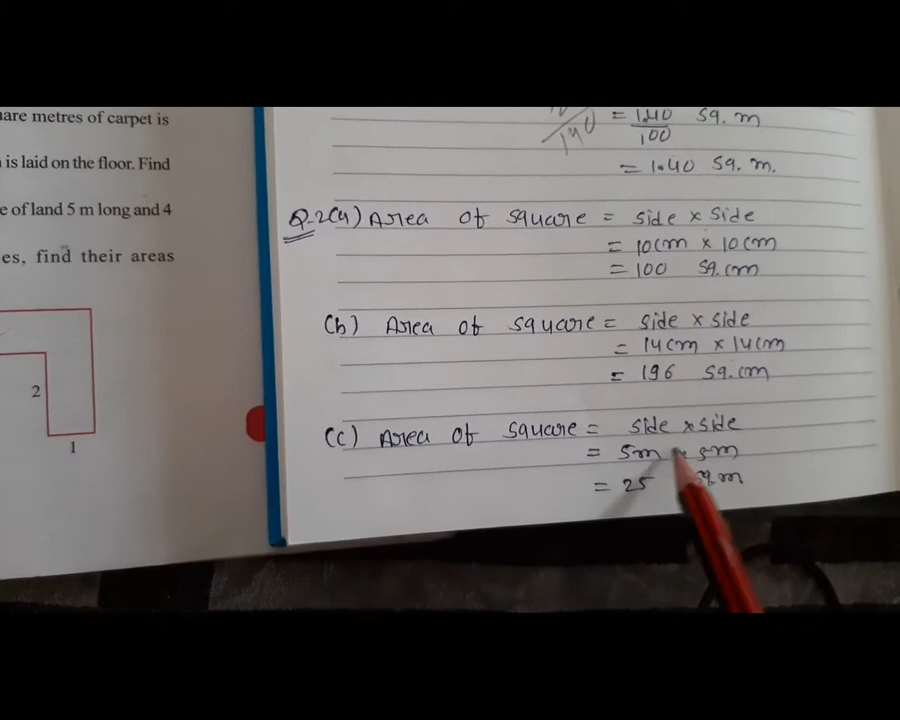 are metres of carpet is
is laid on the floor. Find
e of land 5 m long and 4
es, find their areas
2
1
190
= 140 Sq. m
100
= 1.40 Sq. m.
Q.2(a) Area of square = side x side
= 10cm x 10cm
= 100 Sq.cm
(b) Area of square = side x side
= 14cm x 14cm
= 196 Sq.cm
(c) Area of square = side x side
= 5m x 5m
= 25 Sq.m